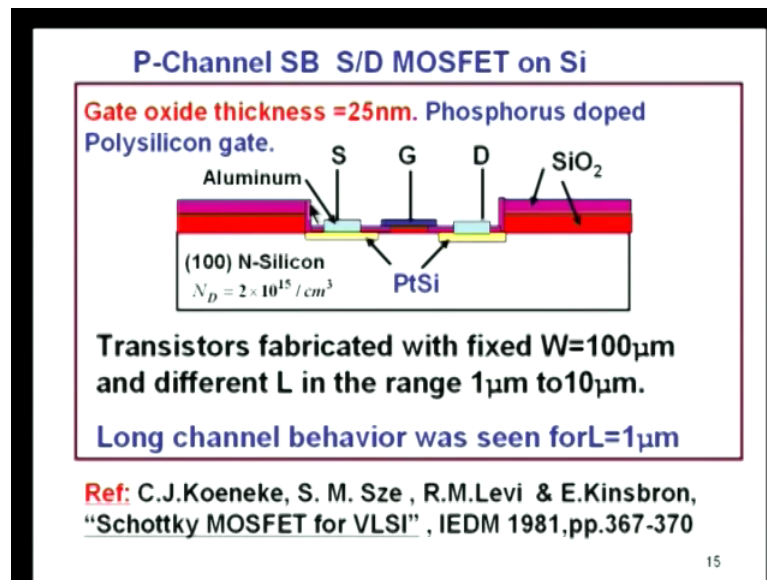 P-Channel SB S/D MOSFET on Si
Gate oxide thickness =25nm. Phosphorus doped
Polysilicon gate.
S G D SiO2
Aluminum
(100) N-Silicon
N_D = 2×10^15 / cm^3
PtSi
Transistors fabricated with fixed W=100μm
and different L in the range 1μm to10μm.
Long channel behavior was seen forL=1μm
Ref: C.J.Koeneke, S. M. Sze , R.M.Levi & E.Kinsbron,
“Schottky MOSFET for VLSI” , IEDM 1981,pp.367-370
15